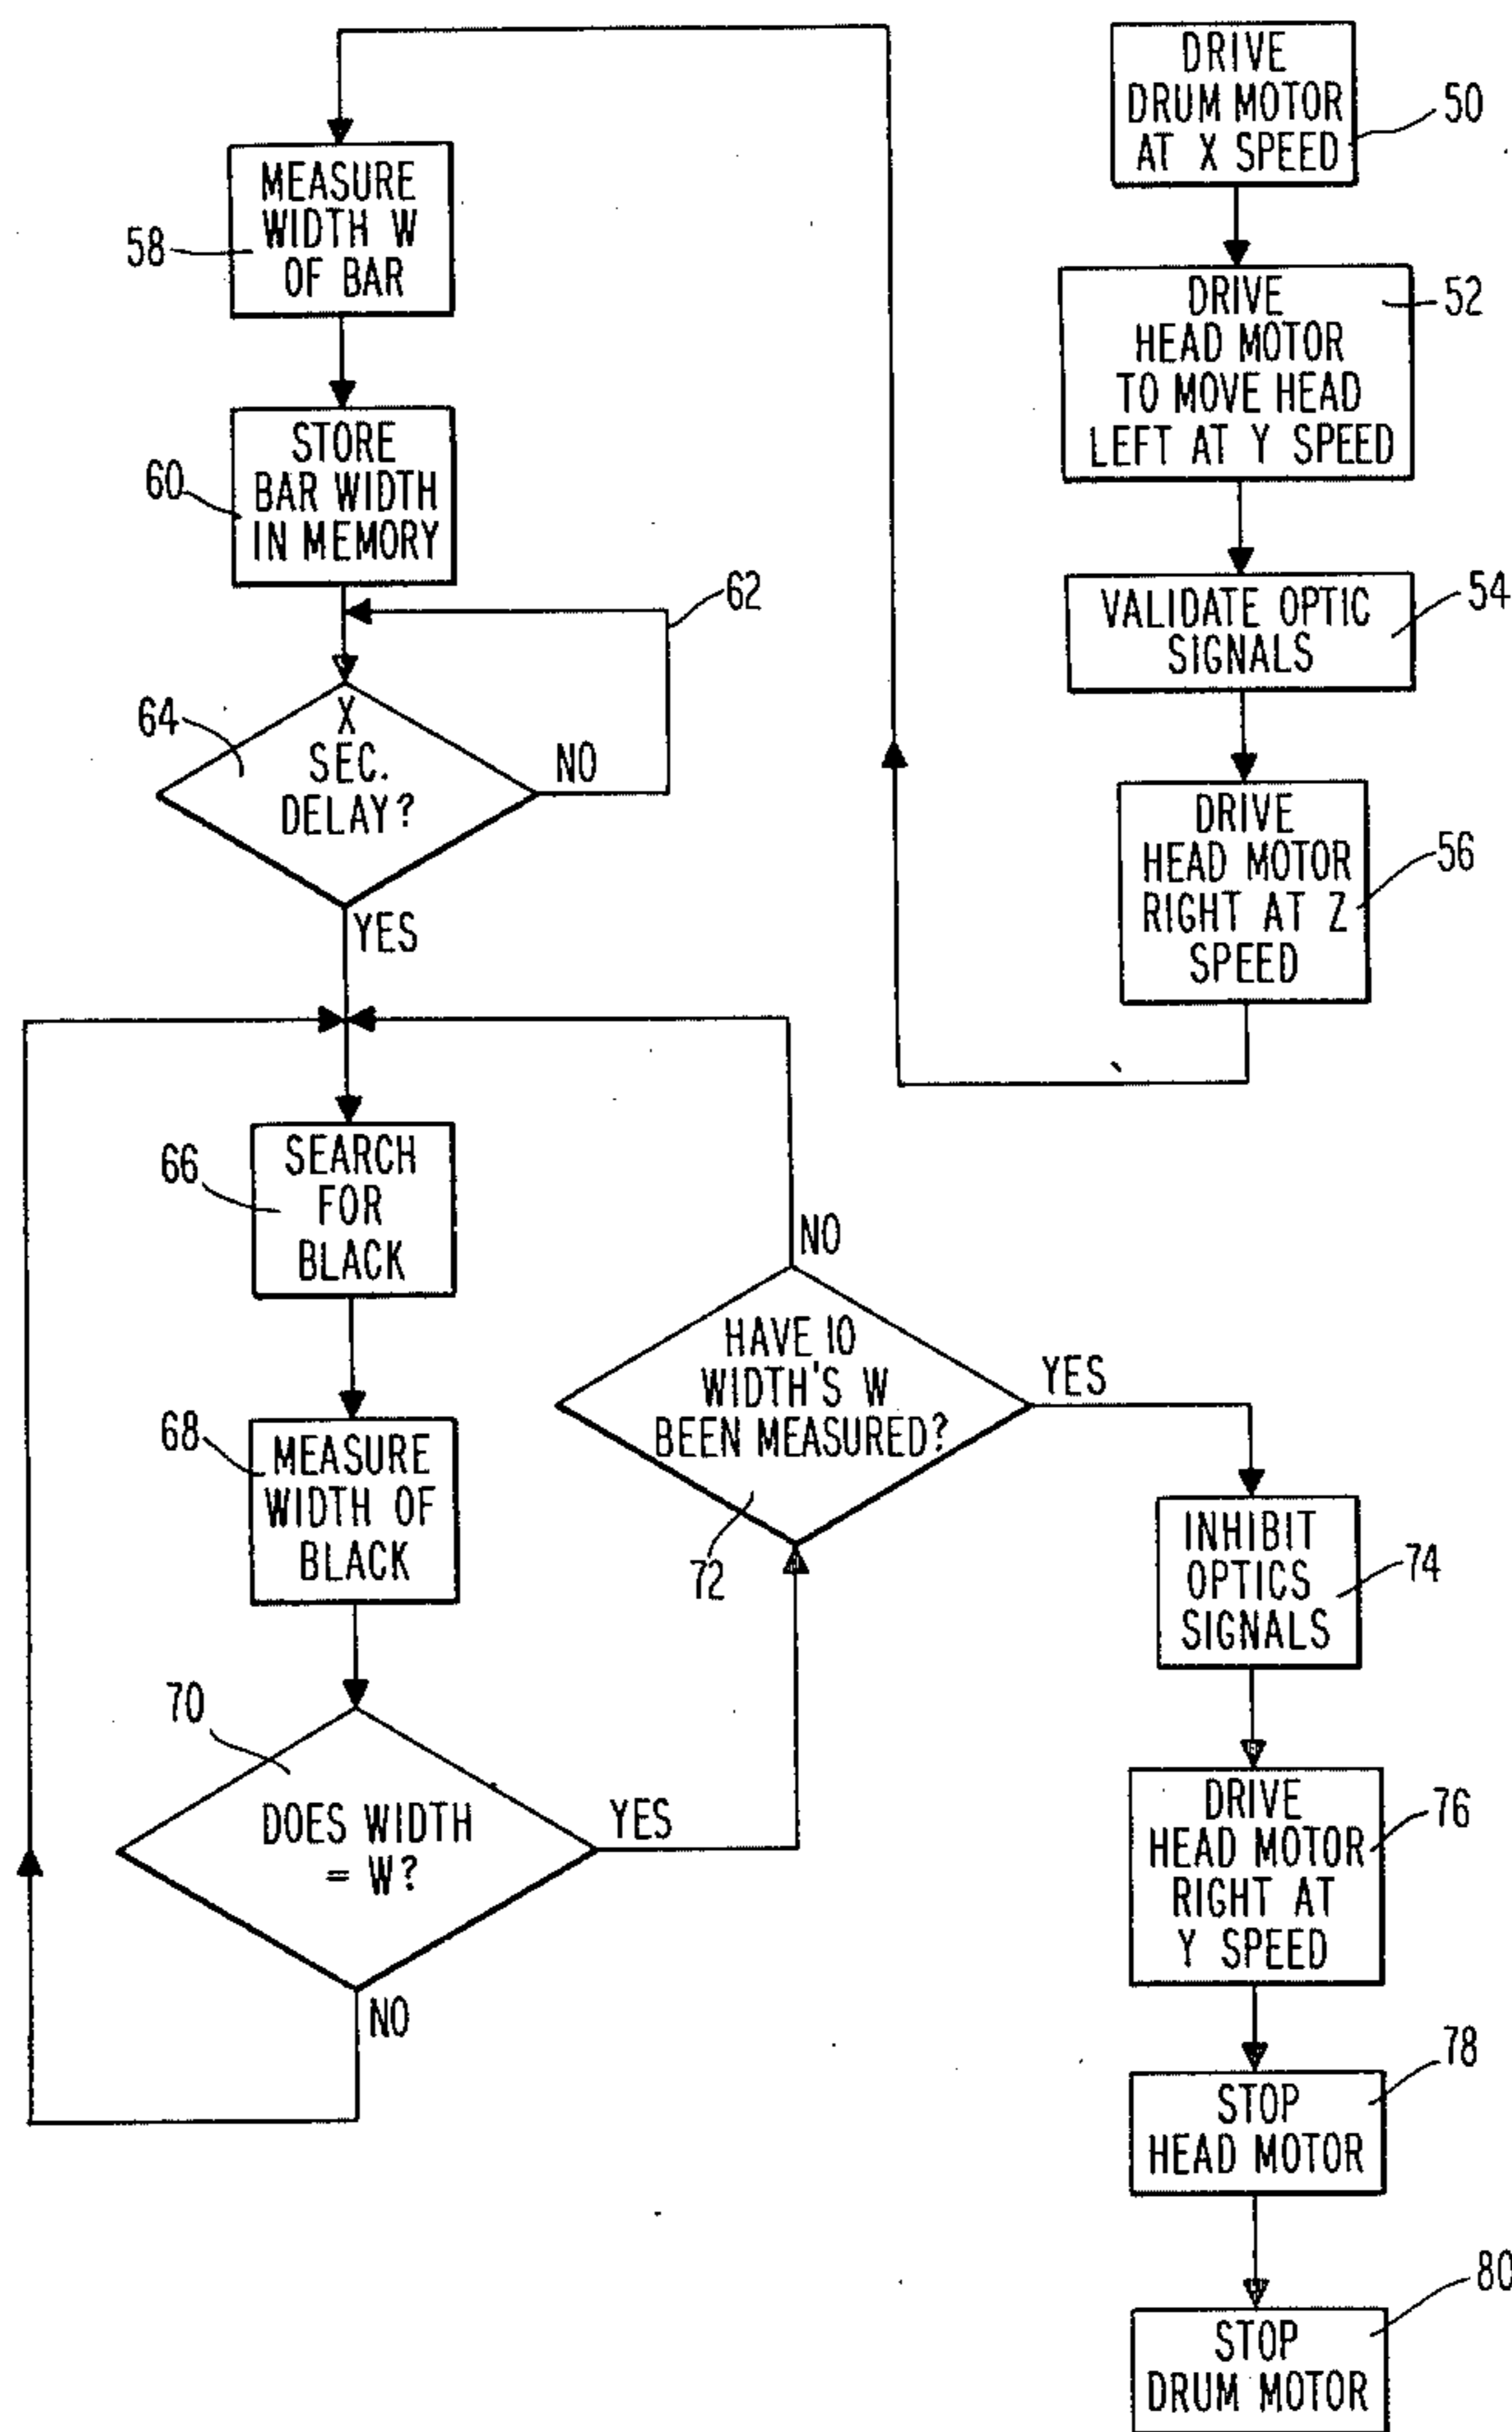 DRIVE
DRUM MOTOR
AT X SPEED
50
DRIVE
HEAD MOTOR
TO MOVE HEAD
LEFT AT Y SPEED
52
VALIDATE OPTIC
SIGNALS
54
DRIVE
HEAD MOTOR
RIGHT AT Z
SPEED
56
MEASURE
WIDTH W
OF BAR
58
STORE
BAR WIDTH
IN MEMORY
60
62
64
X
SEC.
DELAY?
NO
YES
66
SEARCH
FOR
BLACK
68
MEASURE
WIDTH OF
BLACK
70
DOES WIDTH
= W?
YES
NO
NO
HAVE 10
WIDTH'S W
BEEN MEASURED?
72
YES
INHIBIT
OPTICS
SIGNALS
74
DRIVE
HEAD MOTOR
RIGHT AT
Y SPEED
76
STOP
HEAD MOTOR
78
STOP
DRUM MOTOR
80